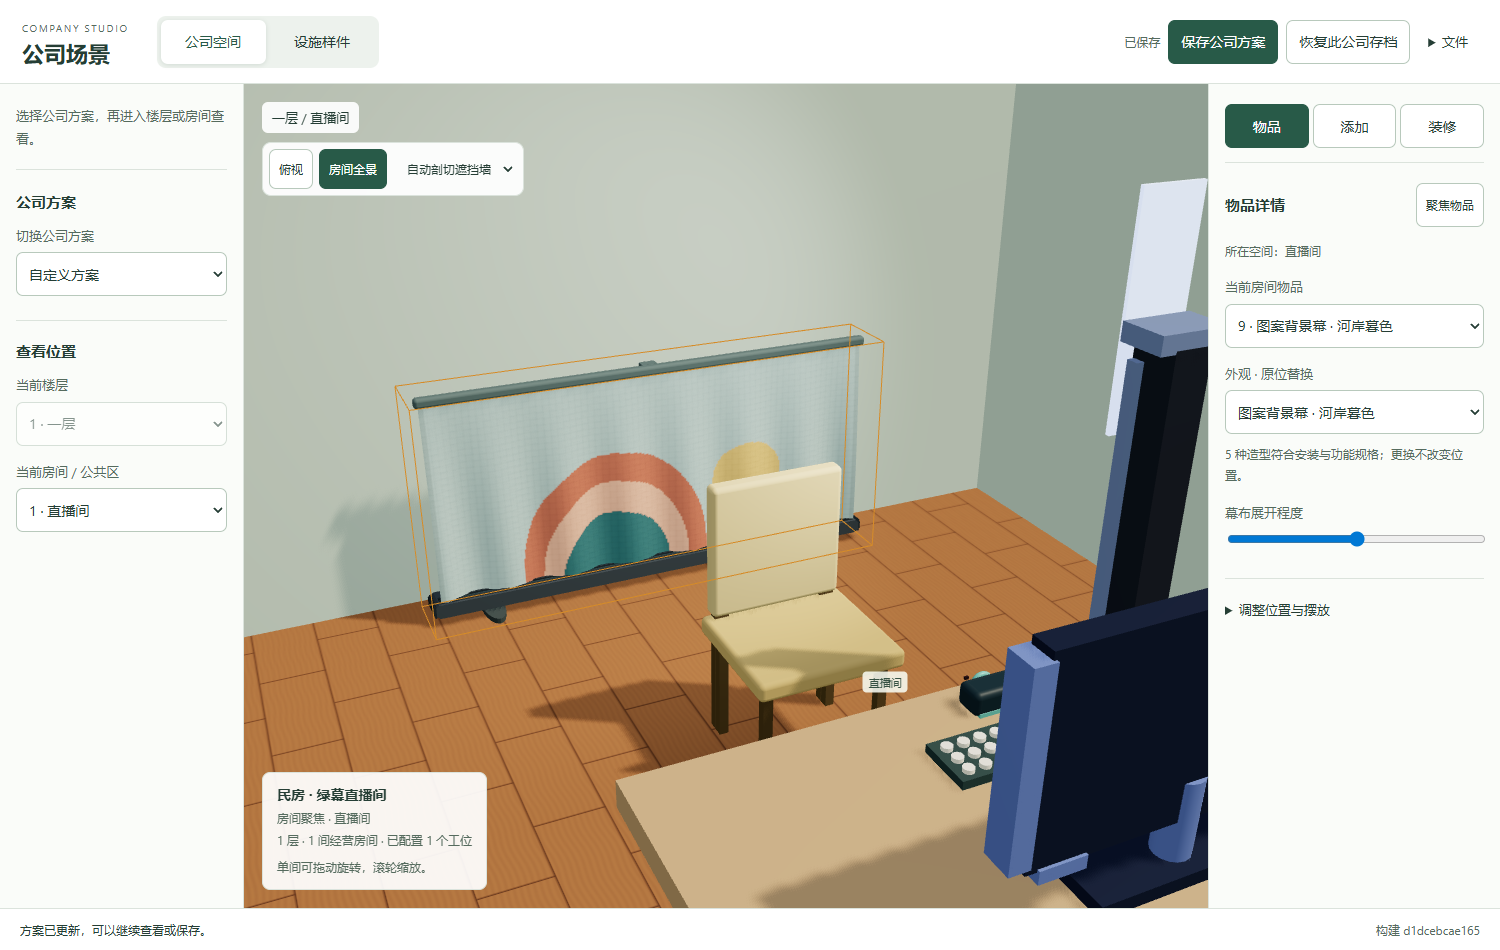 COMPANY STUDIO
公司场景
公司空间
设施样件
已保存
保存公司方案
恢复此公司存档
文件
选择公司方案，再进入楼层或房间查
看。
公司方案
切换公司方案
自定义方案
查看位置
当前楼层
1 · 一层
当前房间 / 公共区
1 · 直播间
一层 / 直播间
俯视
房间全景
自动剖切遮挡墙
直播间
民房 · 绿幕直播间
房间聚焦 · 直播间
1 层 · 1 间经营房间 · 已配置 1 个工位
单间可拖动旋转，滚轮缩放。
物品
添加
装修
物品详情
聚焦物品
所在空间：直播间
当前房间物品
9 · 图案背景幕 · 河岸暮色
外观 · 原位替换
图案背景幕 · 河岸暮色
5 种造型符合安装与功能规格；更换不改变位
置。
幕布展开程度
调整位置与摆放
方案已更新，可以继续查看或保存。
构建 d1dcebcae165